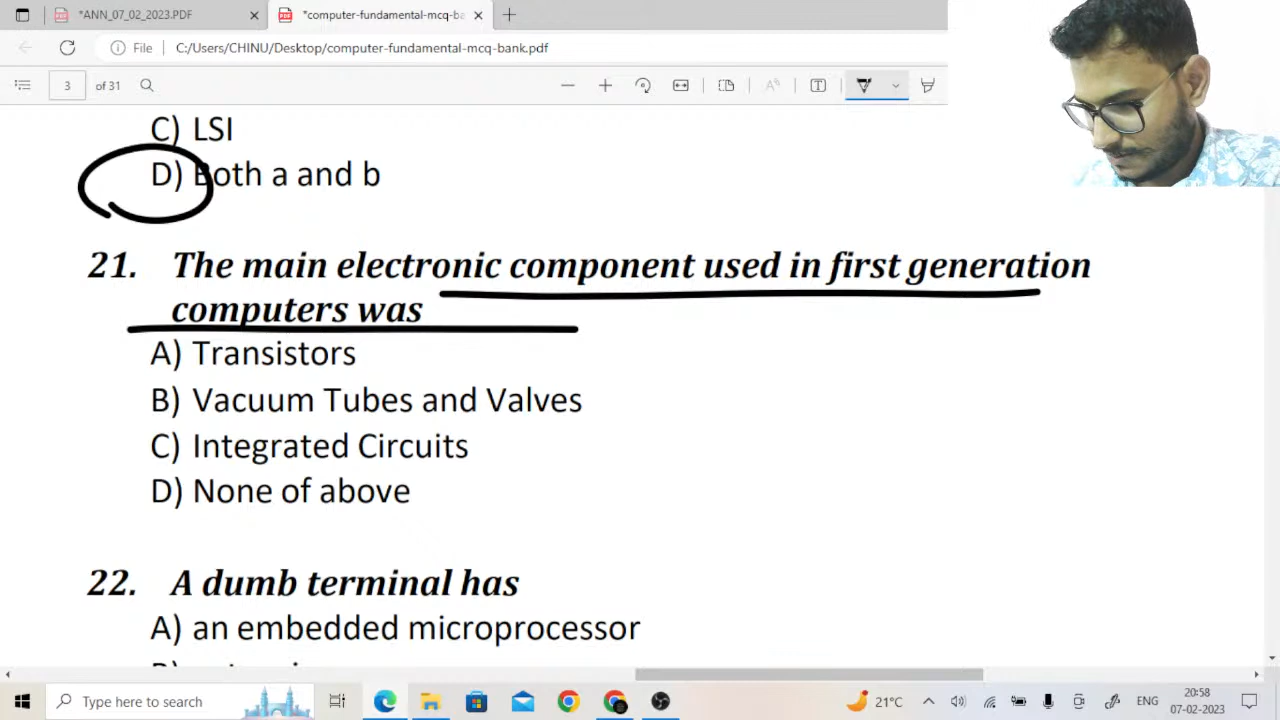 *ANN_07_02_2023.PDF
*computer-fundamental-mcq-ba
File
C:/Users/CHINU/Desktop/computer-fundamental-mcq-bank.pdf
3 of 31
C) LSI
D) Both a and b
21. The main electronic component used in first generation
computers was
A) Transistors
B) Vacuum Tubes and Valves
C) Integrated Circuits
D) None of above
22. A dumb terminal has
A) an embedded microprocessor
Type here to search
21°C
ENG
20:58
07-02-2023